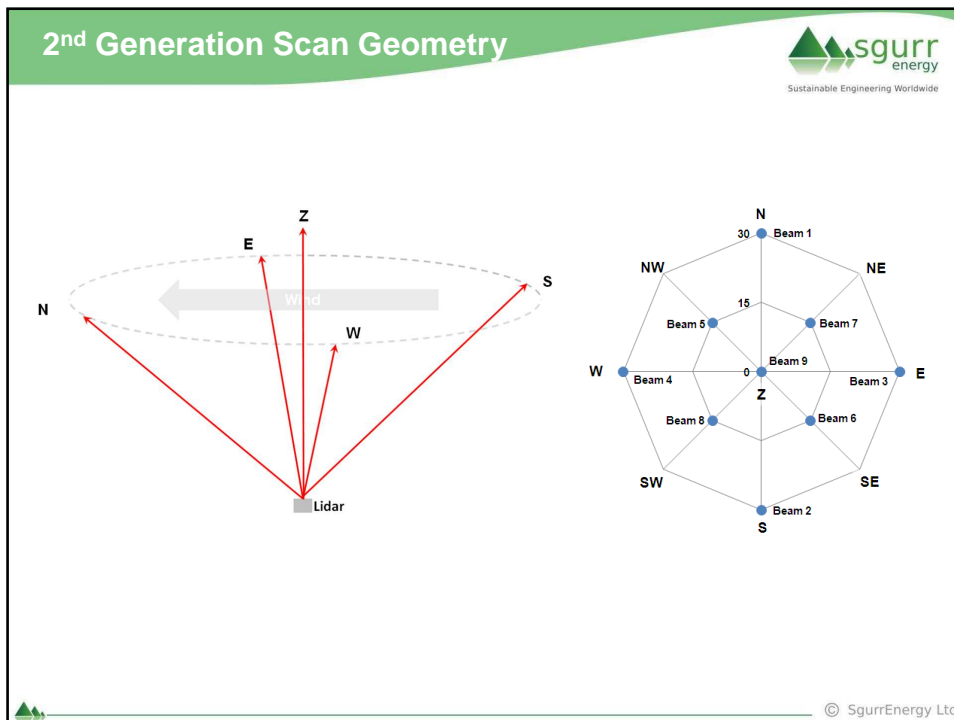 2nd Generation Scan Geometry
sgurr
energy
Sustainable Engineering Worldwide
Z
E
S
N
Wind
W
Lidar
N
30
Beam 1
NW
NE
15
Beam 5
Beam 7
Beam 9
W
Beam 4
0
Beam 3
E
Z
Beam 8
Beam 6
SW
SE
Beam 2
S
© SgurrEnergy Ltd